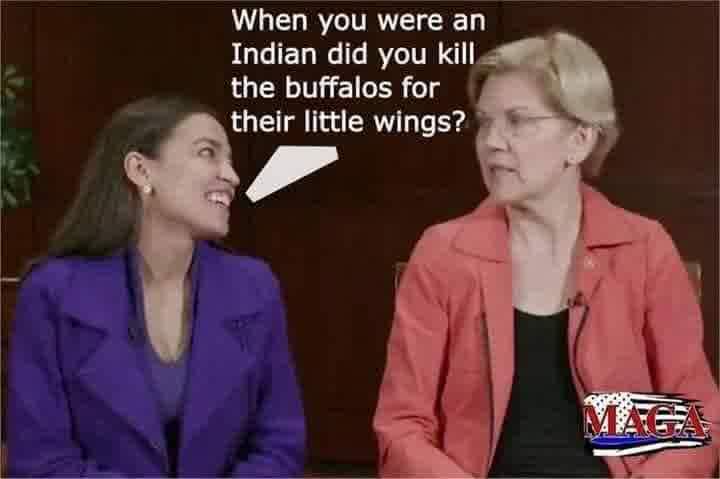 When you were an
Indian did you kill
the buffalos for
their little wings?
MAGA